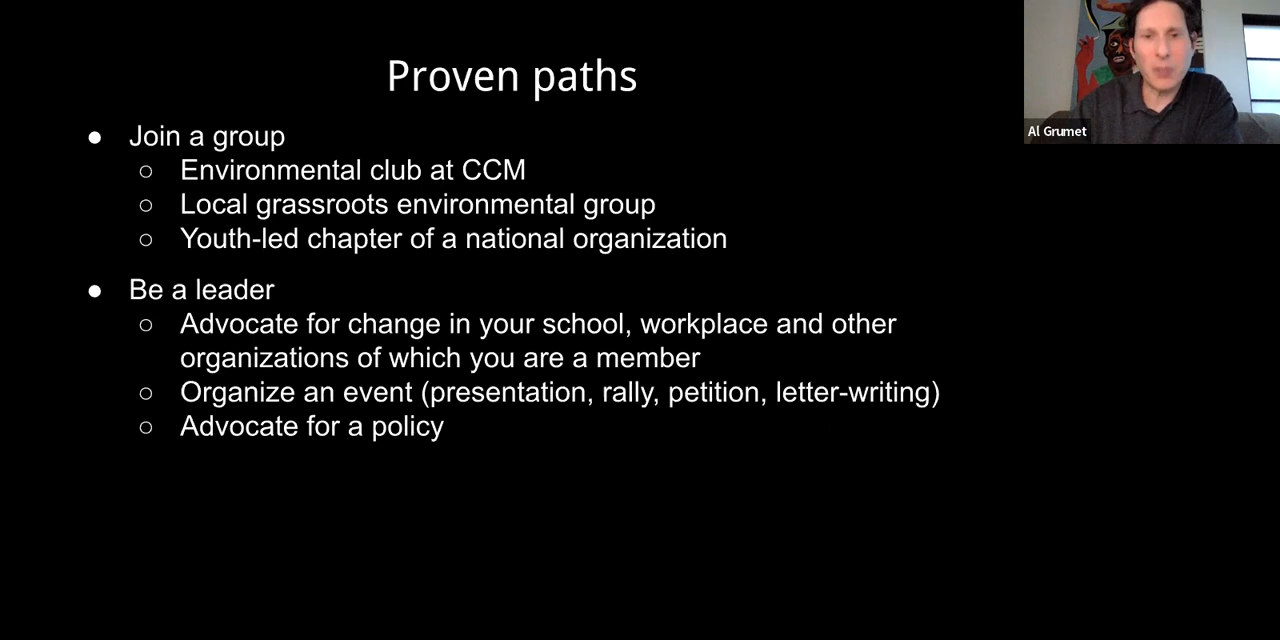 Proven paths
● Join a group
○ Environmental club at CCM
○ Local grassroots environmental group
○ Youth-led chapter of a national organization
● Be a leader
○ Advocate for change in your school, workplace and other
organizations of which you are a member
○ Organize an event (presentation, rally, petition, letter-writing)
○ Advocate for a policy
Al Grumet